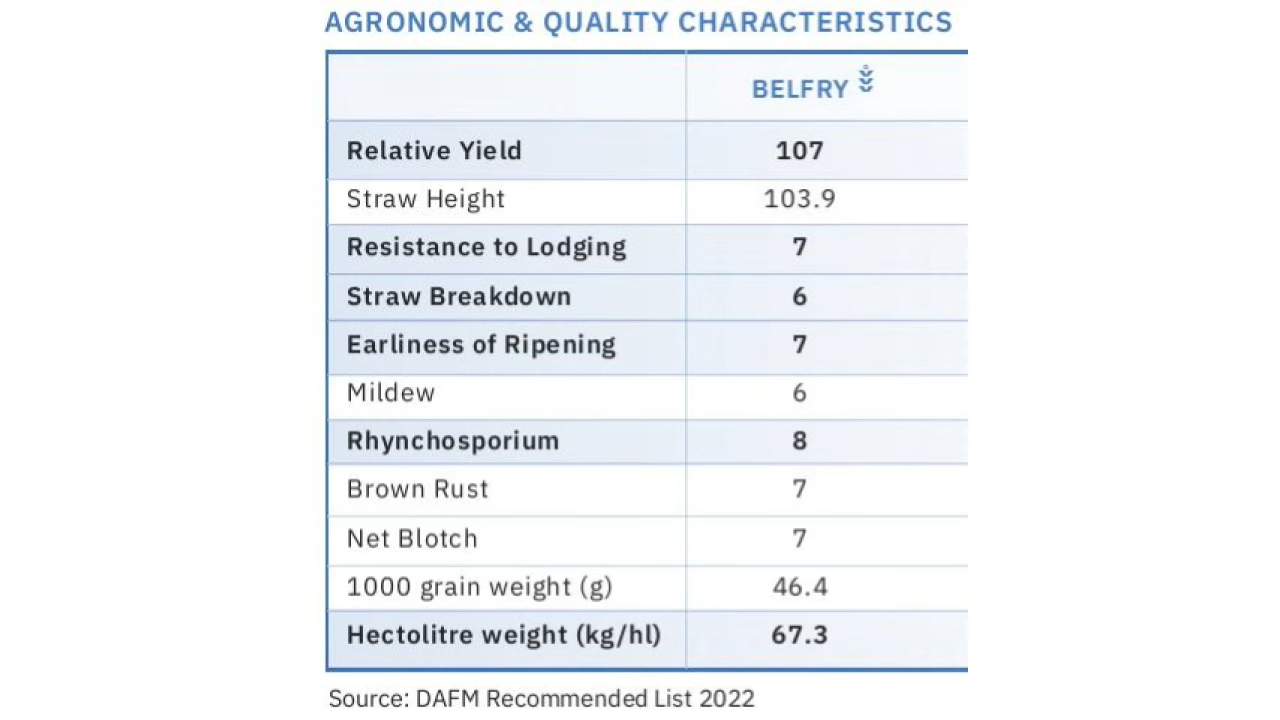 AGRONOMIC & QUALITY CHARACTERISTICS
BELFRY
Relative Yield 107
Straw Height 103.9
Resistance to Lodging 7
Straw Breakdown 6
Earliness of Ripening 7
Mildew 6
Rhynchosporium 8
Brown Rust 7
Net Blotch 7
1000 grain weight (g) 46.4
Hectolitre weight (kg/hl) 67.3
Source: DAFM Recommended List 2022